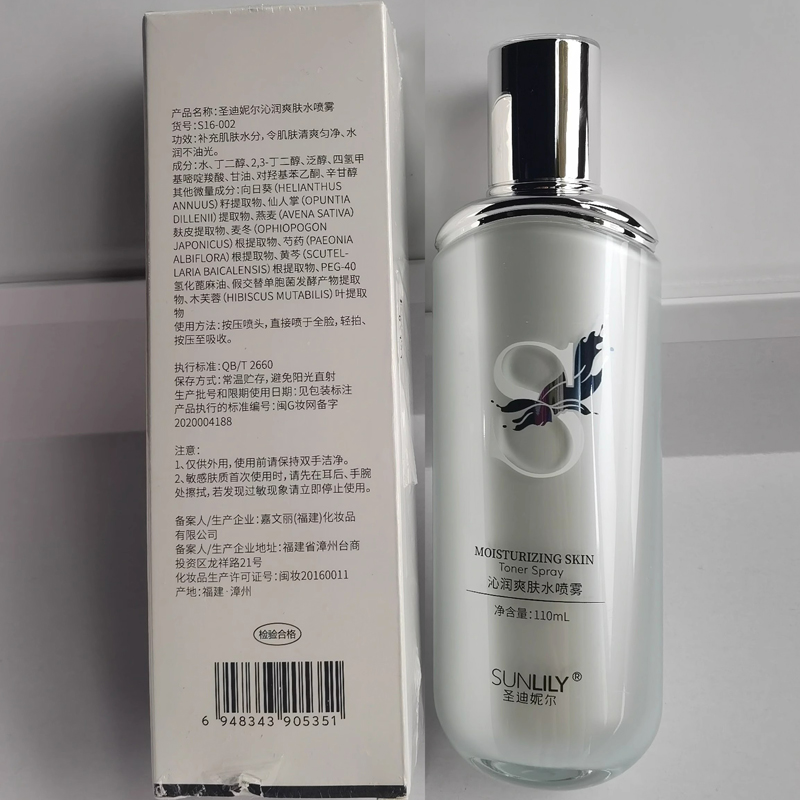 产品名称:圣迪妮尔沁润爽肤水喷雾
货号:S16-002
功效:补充肌肤水分,令肌肤清爽匀净、水
润不油光。
成分:水、丁二醇、2,3-丁二醇、泛醇、四氢甲
基嘧啶羧酸、甘油、对羟基苯乙酮、辛甘醇
其他微量成分:向日葵(HELIANTHUS
ANNUUS)籽提取物、仙人掌(OPUNTIA
DILLENII)提取物、燕麦(AVENA SATIVA)
麸皮提取物、麦冬(OPHIOPOGON
JAPONICUS)根提取物、芍药(PAEONIA
ALBIFLORA)根提取物、黄芩(SCUTEL-
LARIA BAICALENSIS)根提取物、PEG-40
氢化蓖麻油、假交替单胞菌发酵产物提取
物、木芙蓉(HIBISCUS MUTABILIS)叶提取
物
使用方法:按压喷头,直接喷于全脸,轻拍、
按压至吸收。
执行标准:QB/T 2660
保存方式:常温贮存,避免阳光直射
生产批号和限期使用日期:见包装标注
产品执行的标准编号:闽G妆网备字
2020004188
注意:
1、仅供外用,使用前请保持双手洁净。
2、敏感肤质首次使用时,请先在耳后、手腕
处擦拭,若发现过敏现象请立即停止使用。
备案人/生产企业:嘉文丽(福建)化妆品
有限公司
备案人/生产企业地址:福建省漳州台商
投资区龙祥路21号
化妆品生产许可证号:闽妆20160011
产地:福建·漳州
检验合格
6 948343 905351
S
MOISTURIZING SKIN
Toner Spray
沁润爽肤水喷雾
净含量:110mL
SUNLILY®
圣迪妮尔